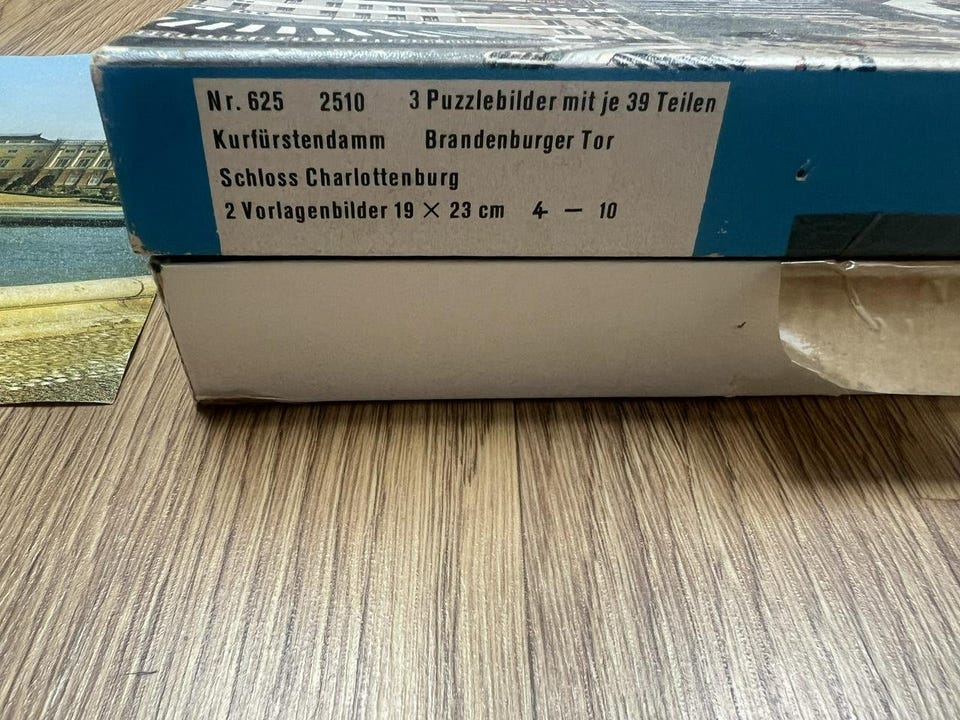 Nr. 625 2510 3 Puzzlebilder mit je 39 Teilen
Kurfürstendamm Brandenburger Tor
Schloss Charlottenburg
2 Vorlagenbilder 19 × 23 cm 4 — 10